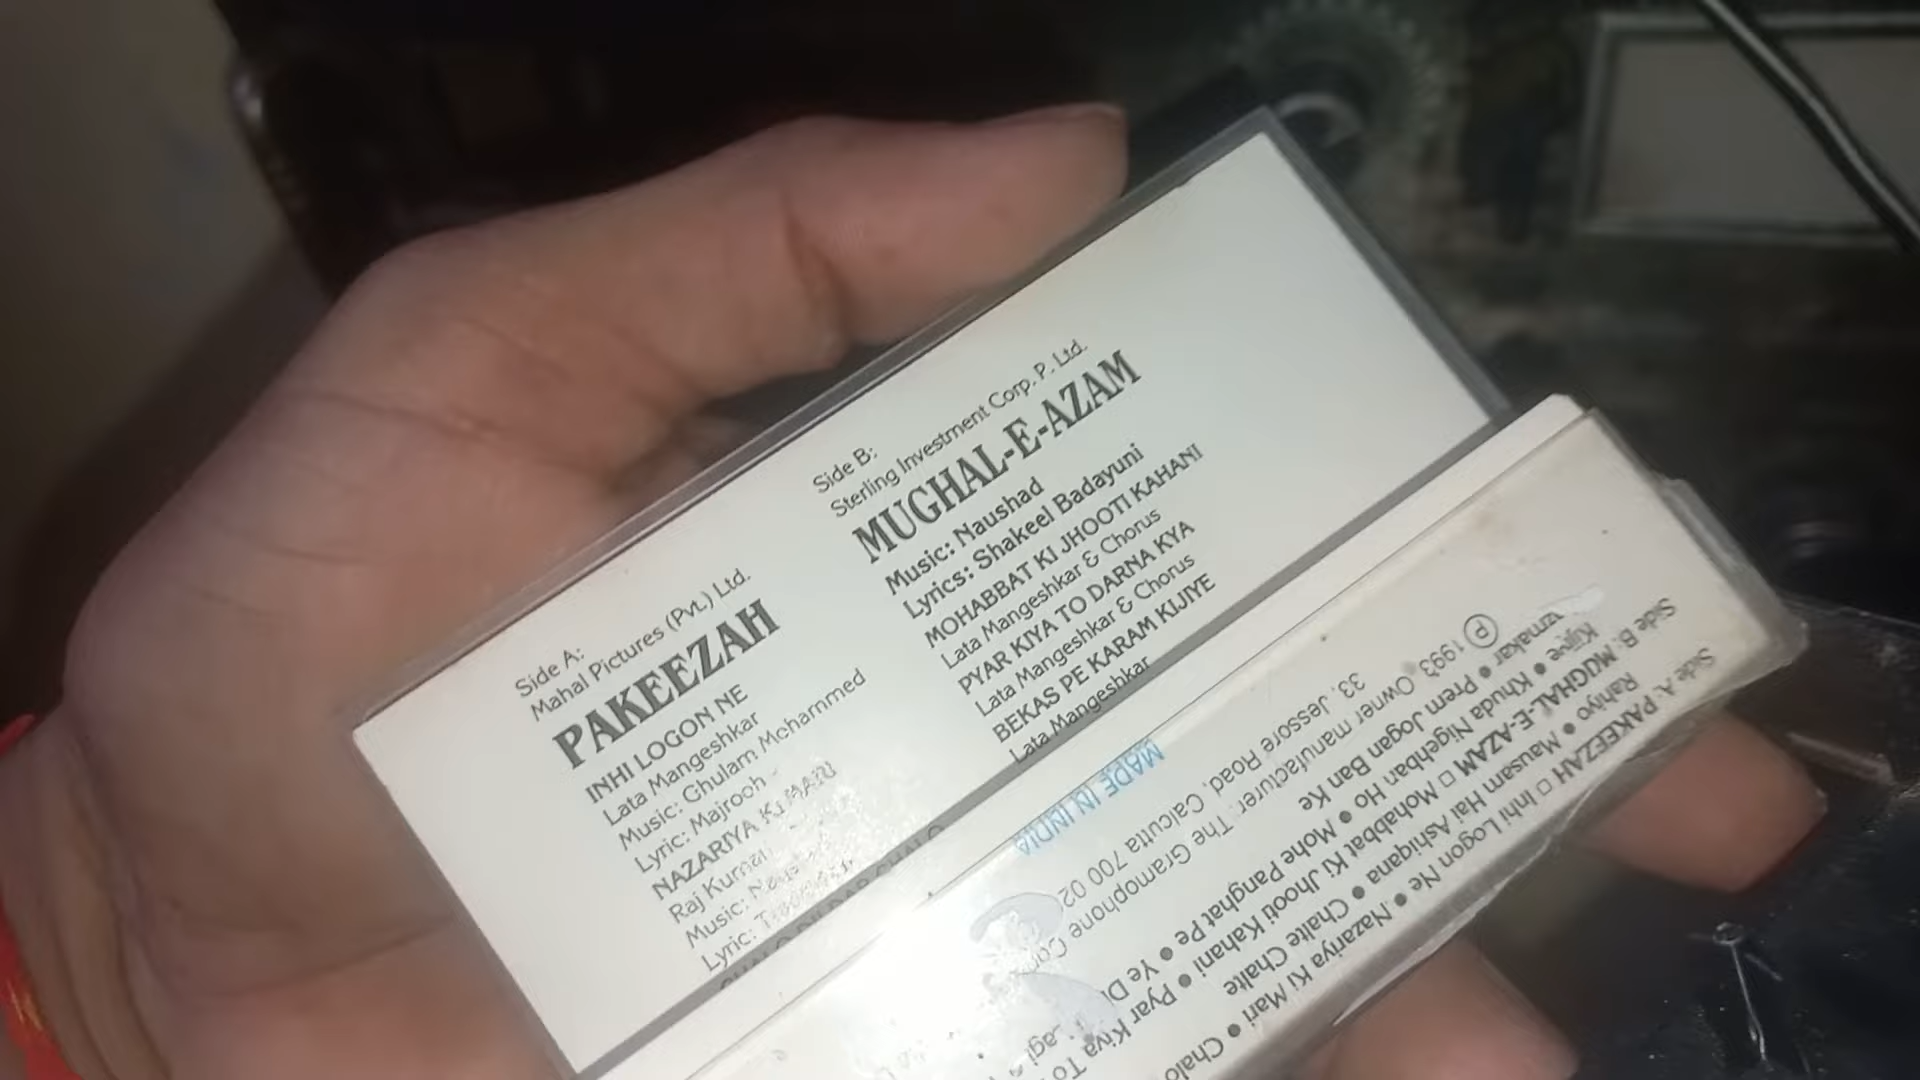 Side A:
Mahal Pictures (Pvt.) Ltd.
PAKEEZAH
INHI LOGON NE
Lata Mangeshkar
Music: Ghulam Mohammed
Lyric: Majrooh
NAZARIYA KI MARI
Raj Kumari
Music:
Lyric:
Side B:
Sterling Investment Corp. P. Ltd.
MUGHAL-E-AZAM
Music: Naushad
Lyrics: Shakeel Badayuni
MOHABBAT KI JHOOTI KAHANI
Lata Mangeshkar & Chorus
PYAR KIYA TO DARNA KYA
Lata Mangeshkar & Chorus
BEKAS PE KARAM KIJIYE
Lata Mangeshkar
Side A: PAKEEZAH □ Inhi Logon Ne ● Nazariya Ki Mari ● Chalo
Rahiyo ● Mausam Hai Ashiqana ● Chalte Chalte
Side B: MUGHAL-E-AZAM □ Mohabbat Ki Jhooti Kahani ● Pyar Kiya To
Kijiye ● Khuda Nigehban Ho ● Mohe Panghat Pe ● Ye
● Prem Jogan Ban Ke
℗ 1993. Owner manufacturer: The Gramophone
33, Jessore Road, Calcutta 700
MADE IN INDIA